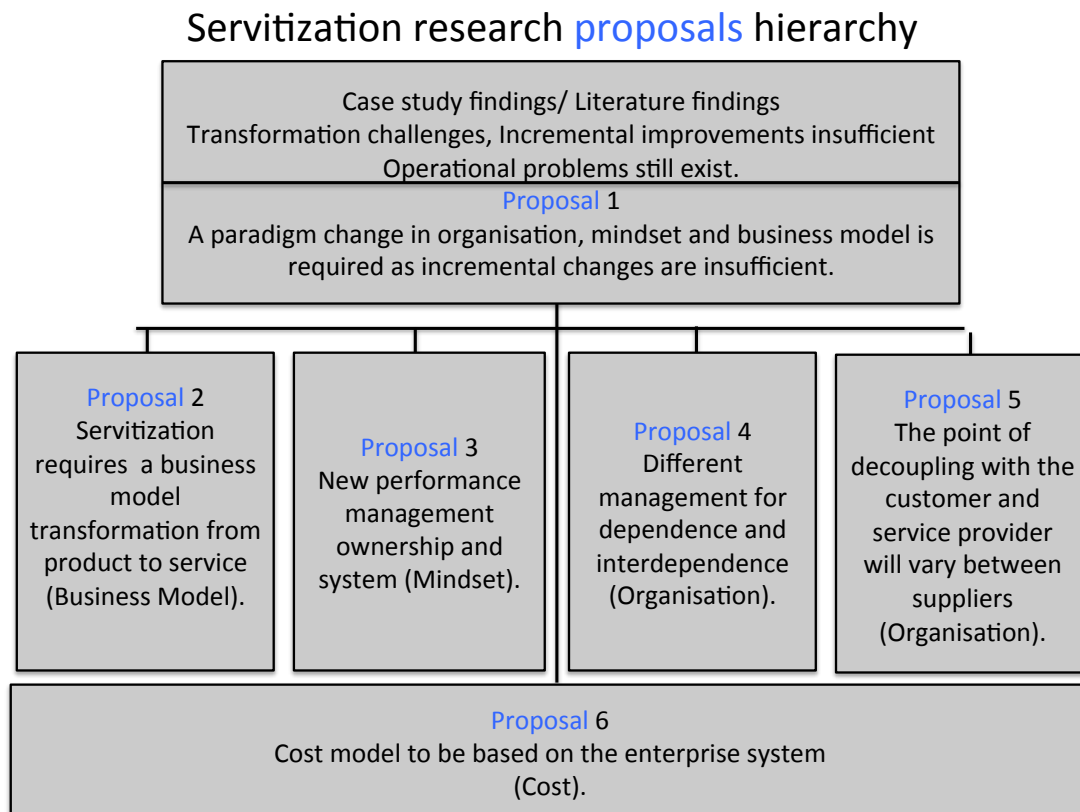 Servitization research proposals hierarchy
Case study findings/ Literature findings
Transformation challenges, Incremental improvements insufficient
Operational problems still exist.
Proposal 1
A paradigm change in organisation, mindset and business model is
required as incremental changes are insufficient.
Proposal 2
Servitization
requires a business
model
transformation from
product to service
(Business Model).
Proposal 3
New performance
management
ownership and
system (Mindset).
Proposal 4
Different
management for
dependence and
interdependence
(Organisation).
Proposal 5
The point of
decoupling with the
customer and
service provider
will vary between
suppliers
(Organisation).
Proposal 6
Cost model to be based on the enterprise system
(Cost).